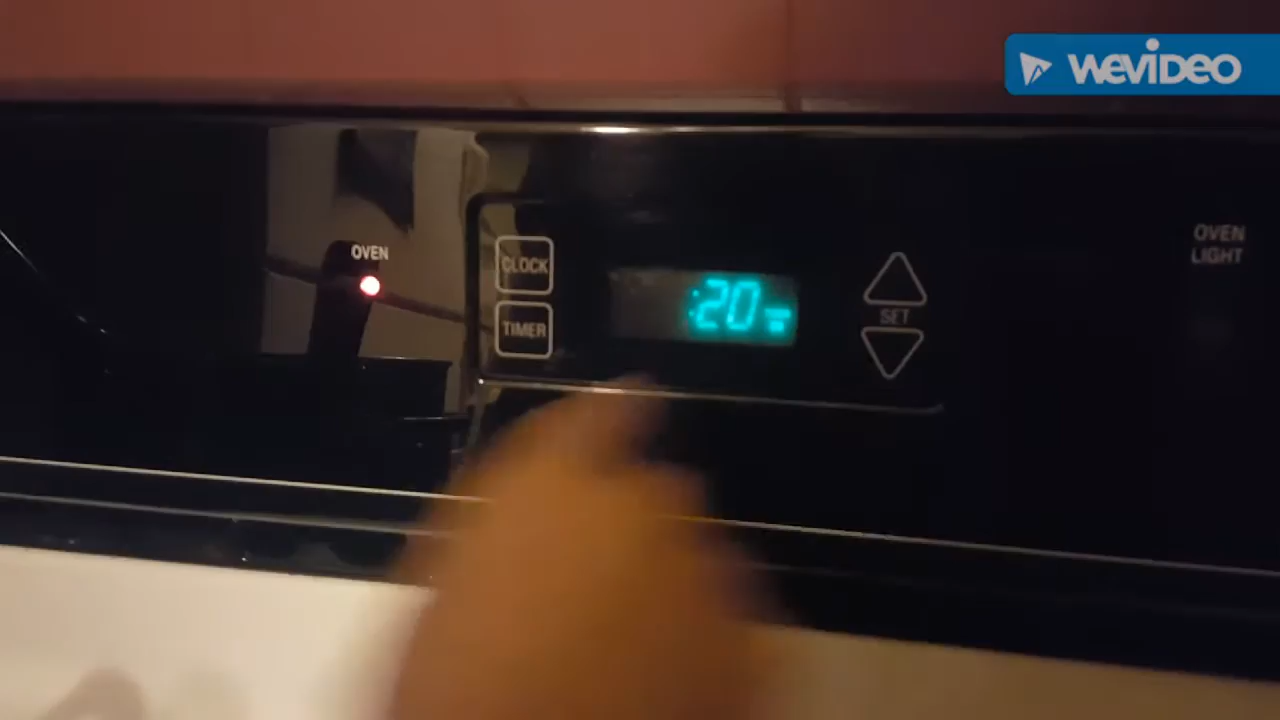 WEVIDEO
OVEN
CLOCK
:20
OVEN
LIGHT
SET
TIMER